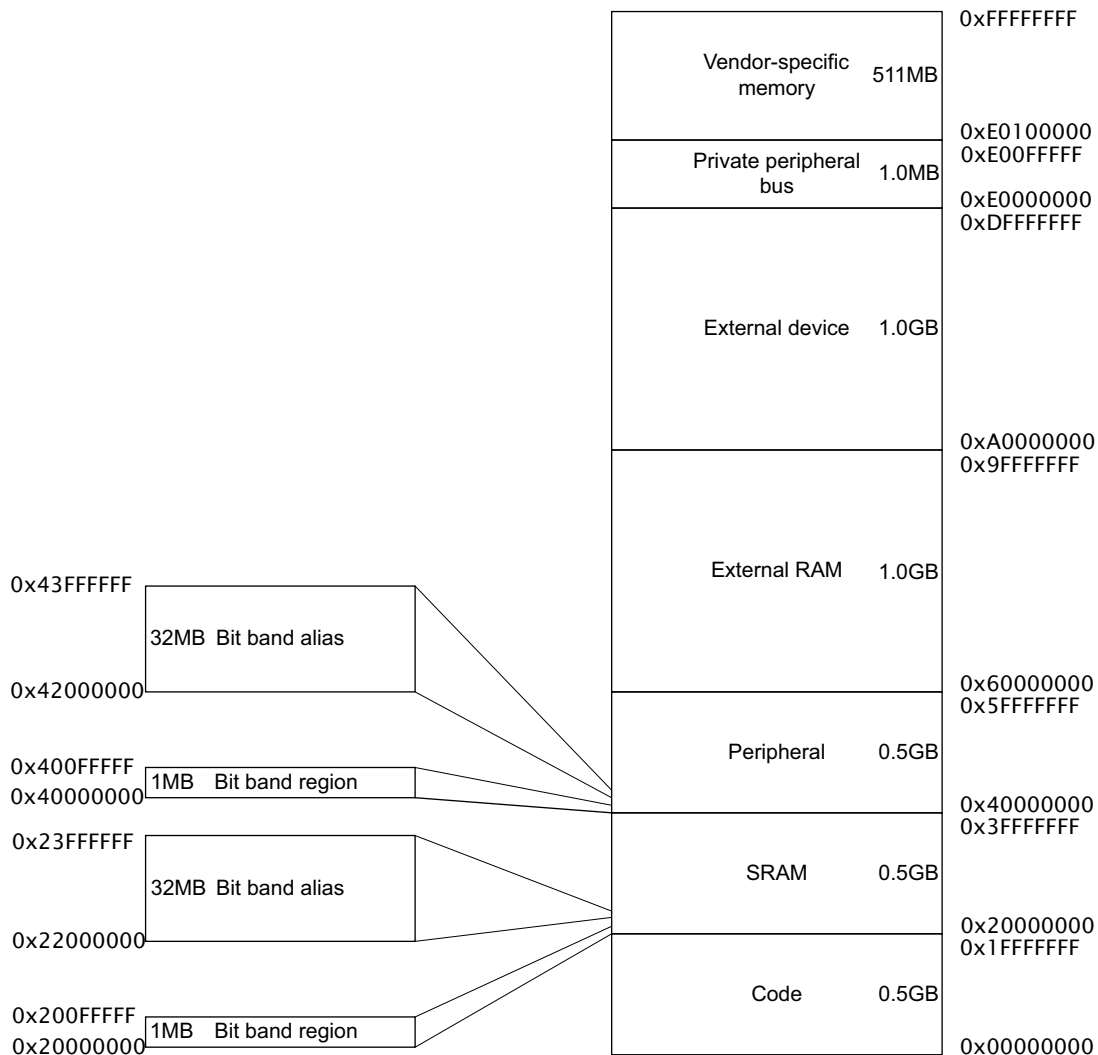 0xFFFFFFFF
Vendor-specific
memory
511MB
0xE0100000
0xE00FFFFF
Private peripheral
bus
1.0MB
0xE0000000
0xDFFFFFFF
External device
1.0GB
0xA0000000
0x9FFFFFFF
External RAM
1.0GB
0x60000000
0x5FFFFFFF
Peripheral
0.5GB
0x40000000
0x3FFFFFFF
SRAM
0.5GB
0x20000000
0x1FFFFFFF
Code
0.5GB
0x00000000
0x43FFFFFF
32MB Bit band alias
0x42000000
0x400FFFFF
1MB Bit band region
0x40000000
0x23FFFFFF
32MB Bit band alias
0x22000000
0x200FFFFF
1MB Bit band region
0x20000000